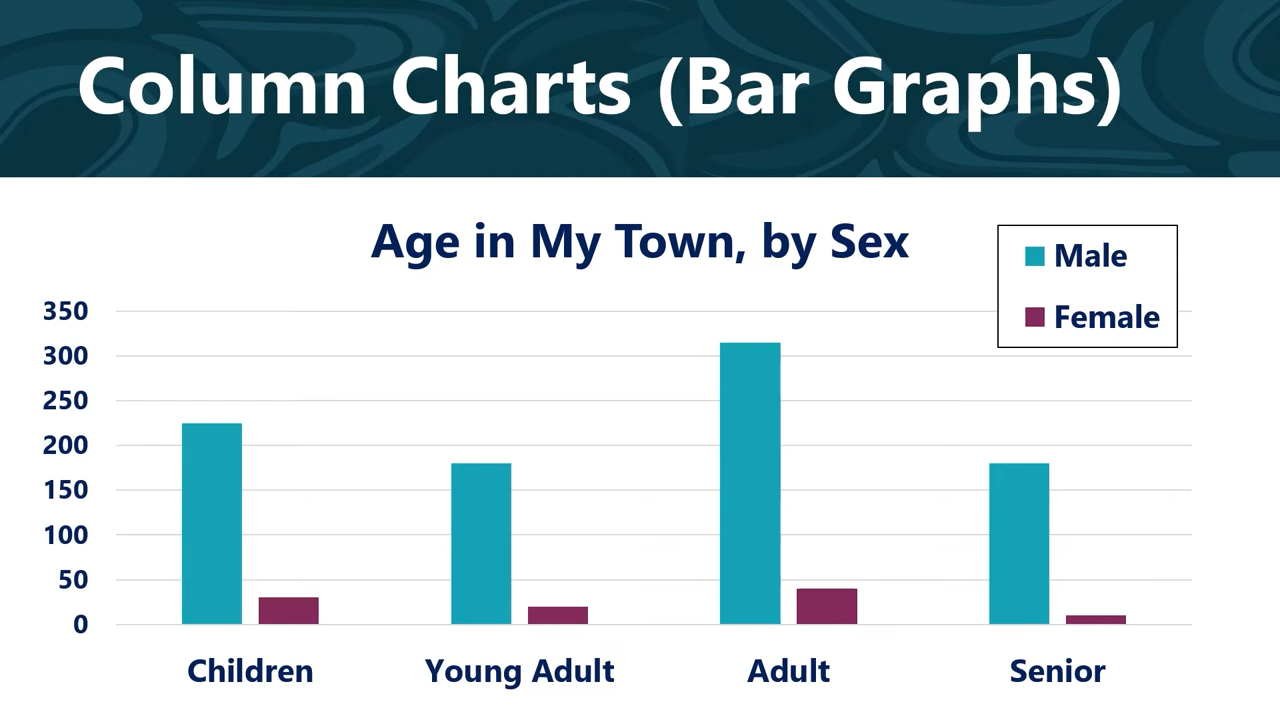 Column Charts (Bar Graphs)
Age in My Town, by Sex
Male
Female
350
300
250
200
150
100
50
0
Children
Young Adult
Adult
Senior